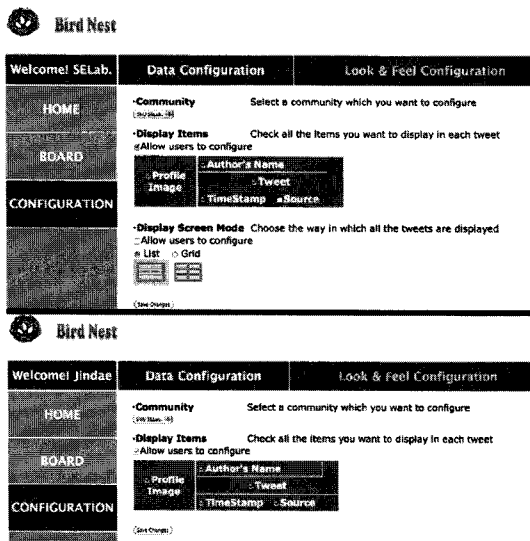 Bird Nest
Welcome! SELab. Data Configuration Look & Feel Configuration
HOME
BOARD
CONFIGURATION
·Community Select a community which you want to configure
·Display Items Check all the items you want to display in each tweet
Allow users to configure
Profile Image
Author's Name
Tweet
TimeStamp Source
·Display Screen Mode Choose the way in which all the tweets are displayed
Allow users to configure
List Grid
(Save Changes)
Bird Nest
Welcome! Jindae Data Configuration Look & Feel Configuration
HOME
BOARD
CONFIGURATION
·Community Select a community which you want to configure
·Display Items Check all the items you want to display in each tweet
Allow users to configure
Profile Image
Author's Name
Tweet
TimeStamp Source
(Save Changes)